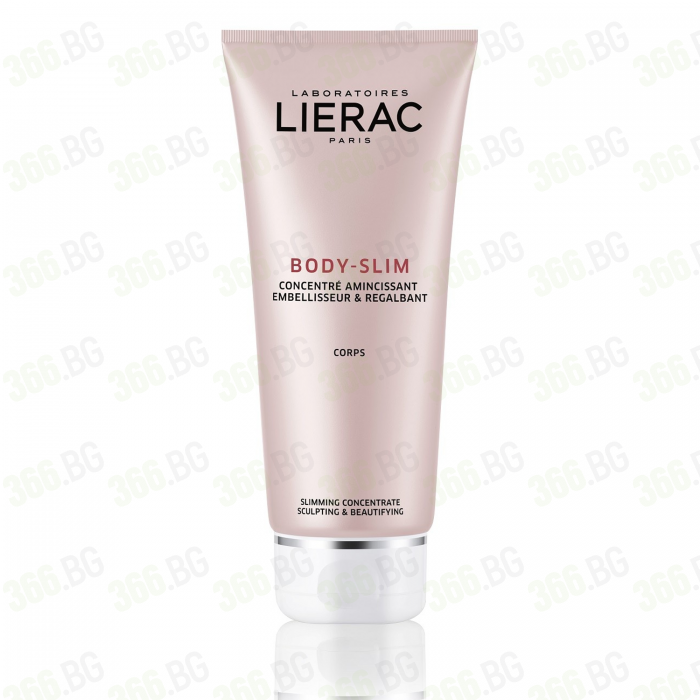 LABORATOIRES
LIERAC
PARIS
BODY-SLIM
CONCENTRÉ AMINCISSANT
EMBELLISSEUR & REGALBANT
CORPS
SLIMMING CONCENTRATE
SCULPTING & BEAUTIFYING
366.BG